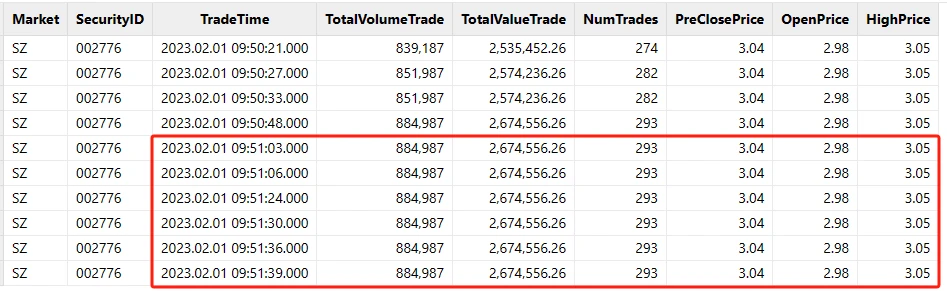 Market SecurityID TradeTime TotalVolumeTrade TotalValueTrade NumTrades PreClosePrice OpenPrice HighPrice
SZ 002776 2023.02.01 09:50:21.000 839,187 2,535,452.26 274 3.04 2.98 3.05
SZ 002776 2023.02.01 09:50:27.000 851,987 2,574,236.26 282 3.04 2.98 3.05
SZ 002776 2023.02.01 09:50:33.000 851,987 2,574,236.26 282 3.04 2.98 3.05
SZ 002776 2023.02.01 09:50:48.000 884,987 2,674,556.26 293 3.04 2.98 3.05
SZ 002776 2023.02.01 09:51:03.000 884,987 2,674,556.26 293 3.04 2.98 3.05
SZ 002776 2023.02.01 09:51:06.000 884,987 2,674,556.26 293 3.04 2.98 3.05
SZ 002776 2023.02.01 09:51:24.000 884,987 2,674,556.26 293 3.04 2.98 3.05
SZ 002776 2023.02.01 09:51:30.000 884,987 2,674,556.26 293 3.04 2.98 3.05
SZ 002776 2023.02.01 09:51:36.000 884,987 2,674,556.26 293 3.04 2.98 3.05
SZ 002776 2023.02.01 09:51:39.000 884,987 2,674,556.26 293 3.04 2.98 3.05